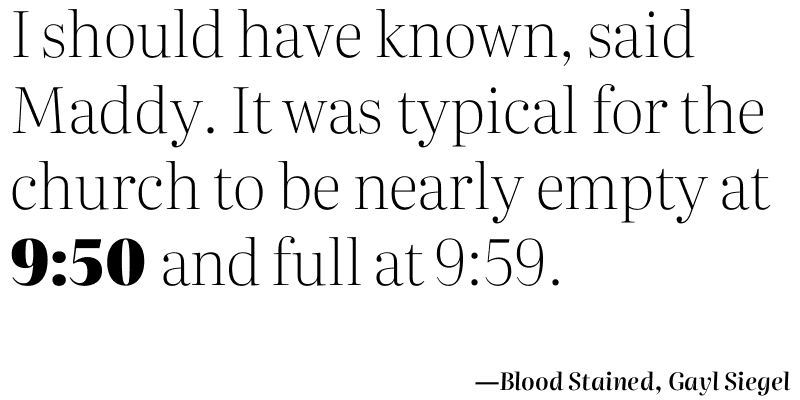 I should have known, said
Maddy. It was typical for the
church to be nearly empty at
9:50 and full at 9:59.
—Blood Stained, Gayl Siegel